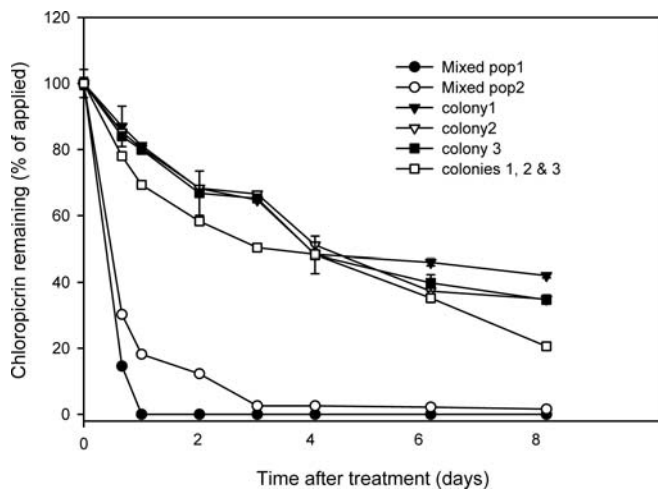 120
100
80
60
40
20
0
Chloropicrin remaining (% of applied)
Mixed pop1
Mixed pop2
colony1
colony2
colony 3
colonies 1, 2 & 3
0 2 4 6 8
Time after treatment (days)